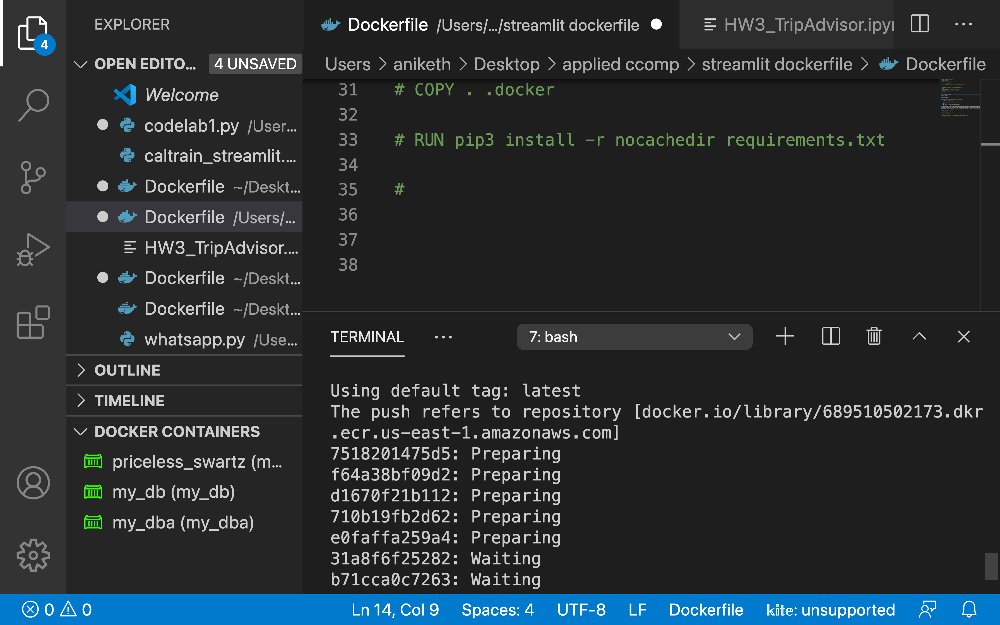 4
EXPLORER
OPEN EDITO... 4 UNSAVED
Welcome
codelab1.py /User...
caltrain_streamlit....
Dockerfile ~/Deskt...
Dockerfile /Users/...
HW3_TripAdvisor....
Dockerfile ~/Deskt...
Dockerfile ~/Deskt...
whatsapp.py /Use...
OUTLINE
TIMELINE
DOCKER CONTAINERS
priceless_swartz (m...
my_db (my_db)
my_dba (my_dba)
Dockerfile /Users/.../streamlit dockerfile
HW3_TripAdvisor.ipyn
...
Users > aniketh > Desktop > applied ccomp > streamlit dockerfile > Dockerfile
31 # COPY . .docker
32
33 # RUN pip3 install -r nocachedir requirements.txt
34
35 #
36
37
38
TERMINAL ... 7: bash
Using default tag: latest
The push refers to repository [docker.io/library/689510502173.dkr
.ecr.us-east-1.amazonaws.com]
7518201475d5: Preparing
f64a38bf09d2: Preparing
d1670f21b112: Preparing
710b19fb2d62: Preparing
e0faffa259a4: Preparing
31a8f6f25282: Waiting
b71cca0c7263: Waiting
0 0 Ln 14, Col 9 Spaces: 4 UTF-8 LF Dockerfile kite: unsupported